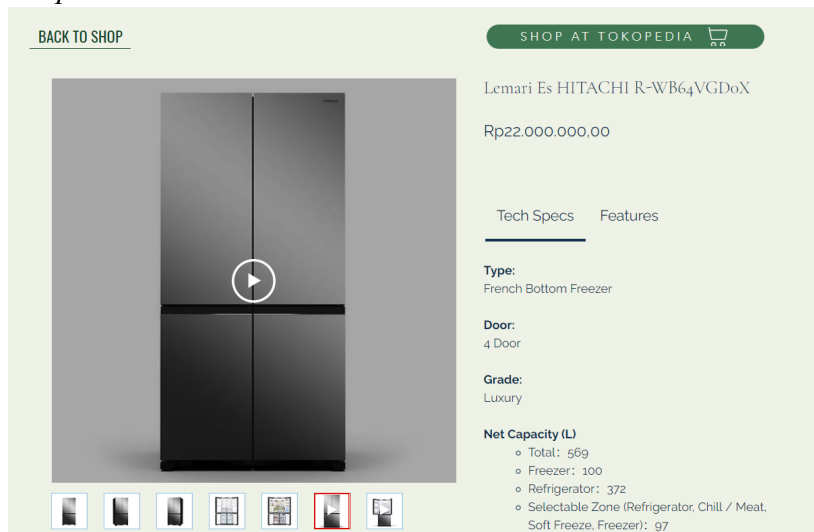 BACK TO SHOP
SHOP AT TOKOPEDIA
Lemari Es HITACHI R-WB64VGD0X
Rp22.000.000,00
Tech Specs Features
Type:
French Bottom Freezer
Door:
4 Door
Grade:
Luxury
Net Capacity (L)
Total: 569
Freezer: 100
Refrigerator: 372
Selectable Zone (Refrigerator, Chill / Meat,
Soft Freeze, Freezer): 97